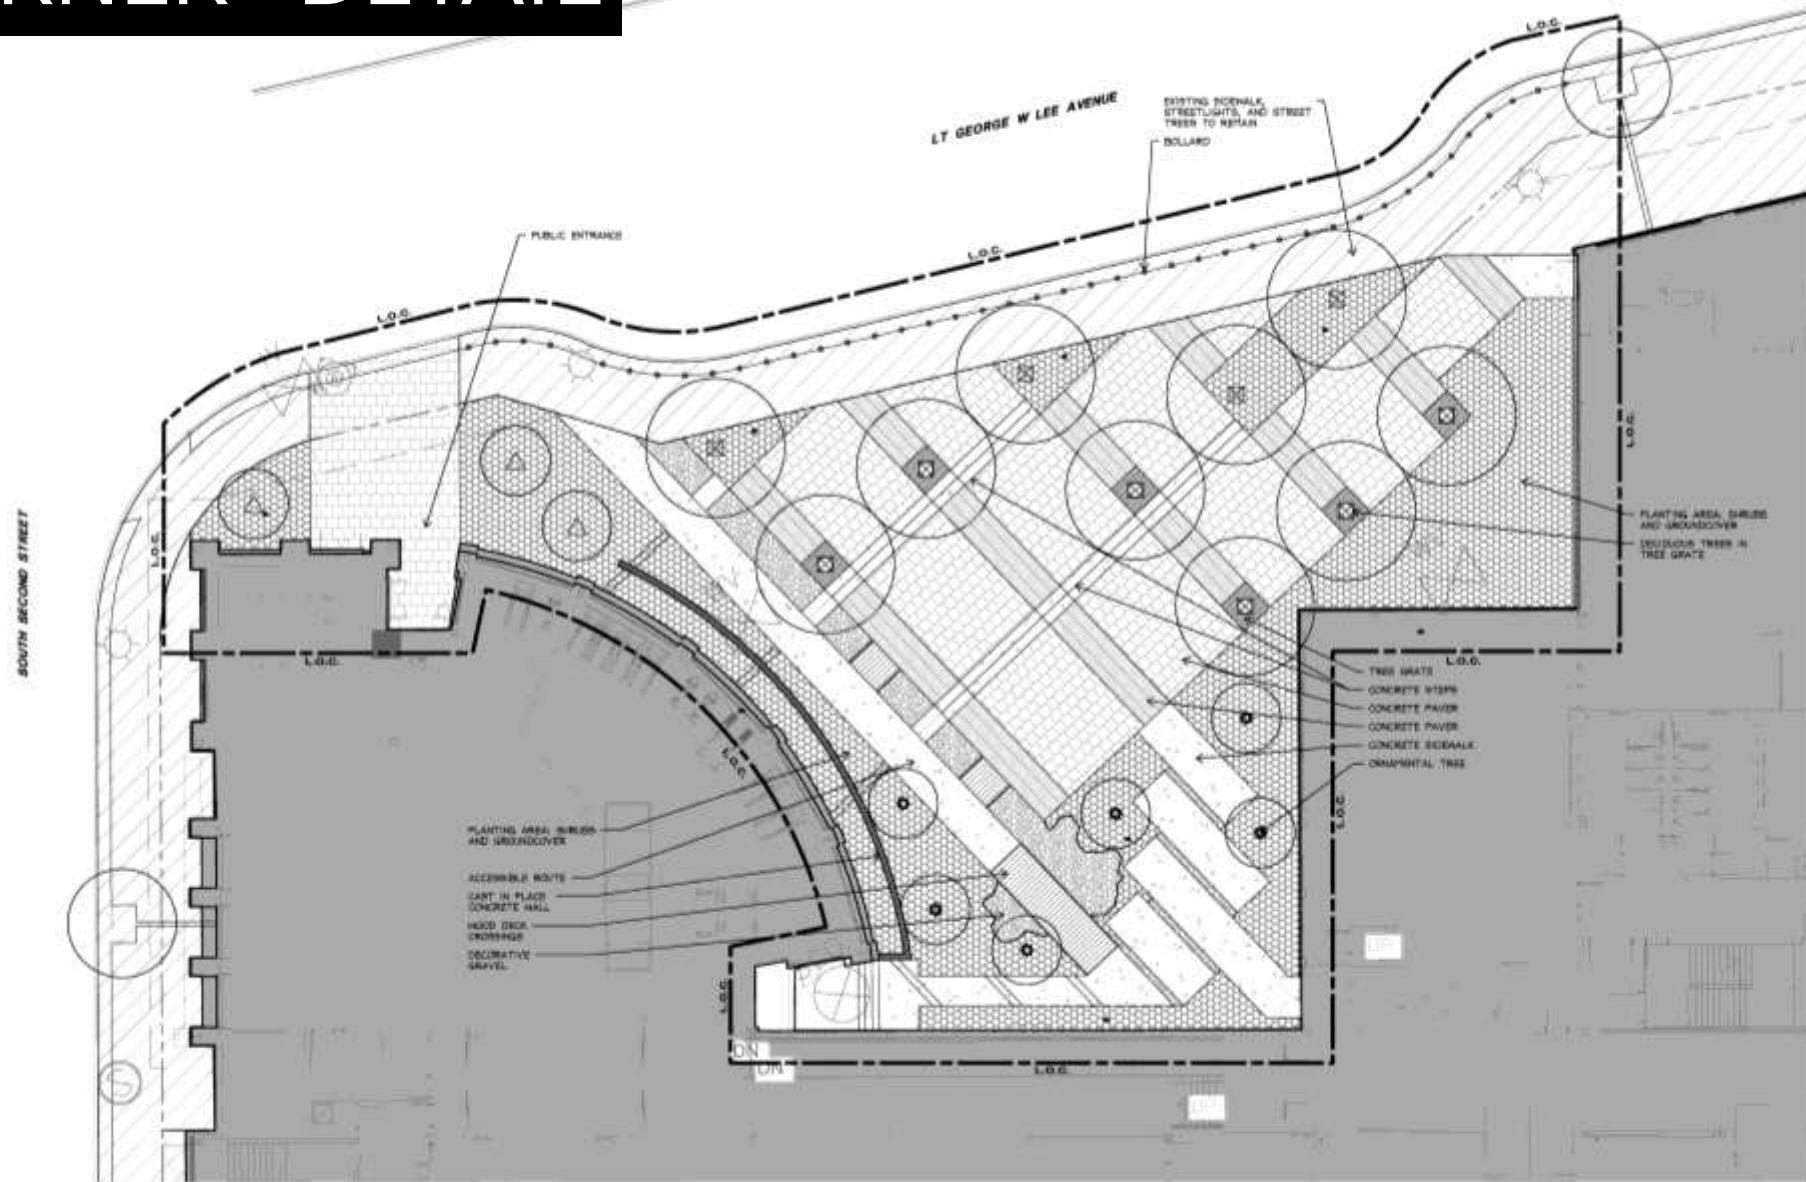 RNER DETAIL
LT GEORGE W LEE AVENUE
EXISTING SIDEWALK,
STREETLIGHTS, AND STREET
TREES TO REMAIN
BOLLARD
L.O.C.
L.O.C.
L.O.C.
PUBLIC ENTRANCE
SOUTH SECOND STREET
L.O.C.
L.O.C.
L.O.C.
PLANTING AREA: SHRUBS
AND GROUNDCOVER
DECIDUOUS TREES IN
TREE GRATE
L.O.C.
TREE GRATE
CONCRETE STEPS
CONCRETE PAVER
CONCRETE PAVER
CONCRETE SIDEWALK
ORNAMENTAL TREE
L.O.C.
L.O.C.
PLANTING AREA: SHRUBS
AND GROUNDCOVER
ACCESSIBLE ROUTE
CAST IN PLACE
CONCRETE WALL
WOOD DECK
CROSSINGS
DECORATIVE
GRAVEL
L.O.C.
UP
DN
DN
L.O.C.
UP
S